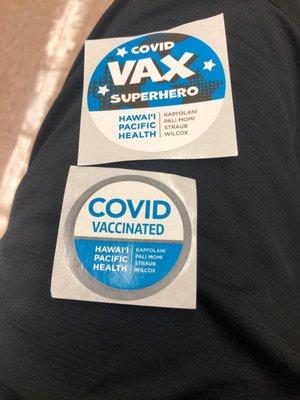 COVID
VAX
SUPERHERO
HAWAI'I
PACIFIC
HEALTH
KAPI'OLANI
PALI MOMI
STRAUB
WILCOX
COVID
VACCINATED
HAWAI'I
PACIFIC
HEALTH
KAPI'OLANI
PALI MOMI
STRAUB
WILCOX